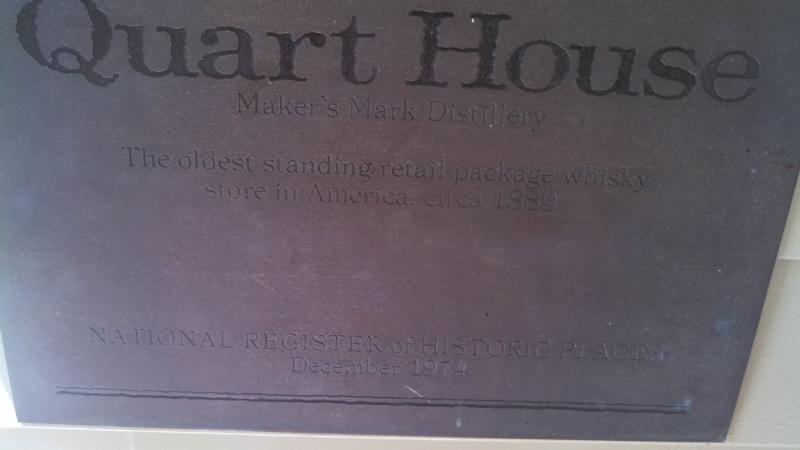 Quart House
Maker's Mark Distillery
The oldest standing retail package whisky
store in America. circa 1889
NATIONAL REGISTER of HISTORIC PLACES
December 1974